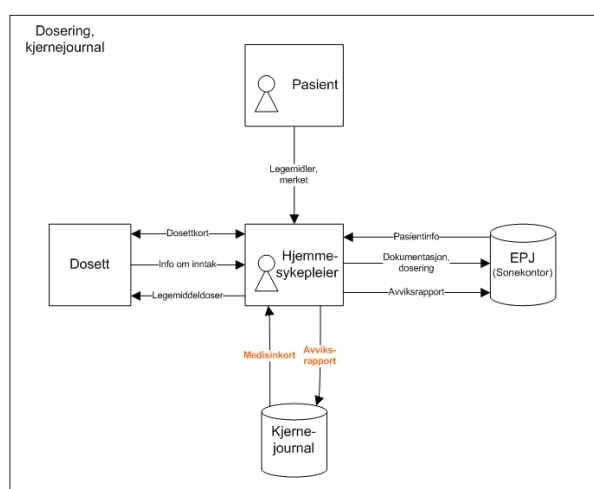 Dosering,
kjernejournal
Pasient
Legemidler,
merket
Dosett
Dosettkort
Info om inntak
Legemiddeldoser
Hjemme-
sykepleier
Pasientinfo
Dokumentasjon,
dosering
Avviksrapport
EPJ
(Sonekontor)
Medisinkort
Avviks-
rapport
Kjerne-
journal